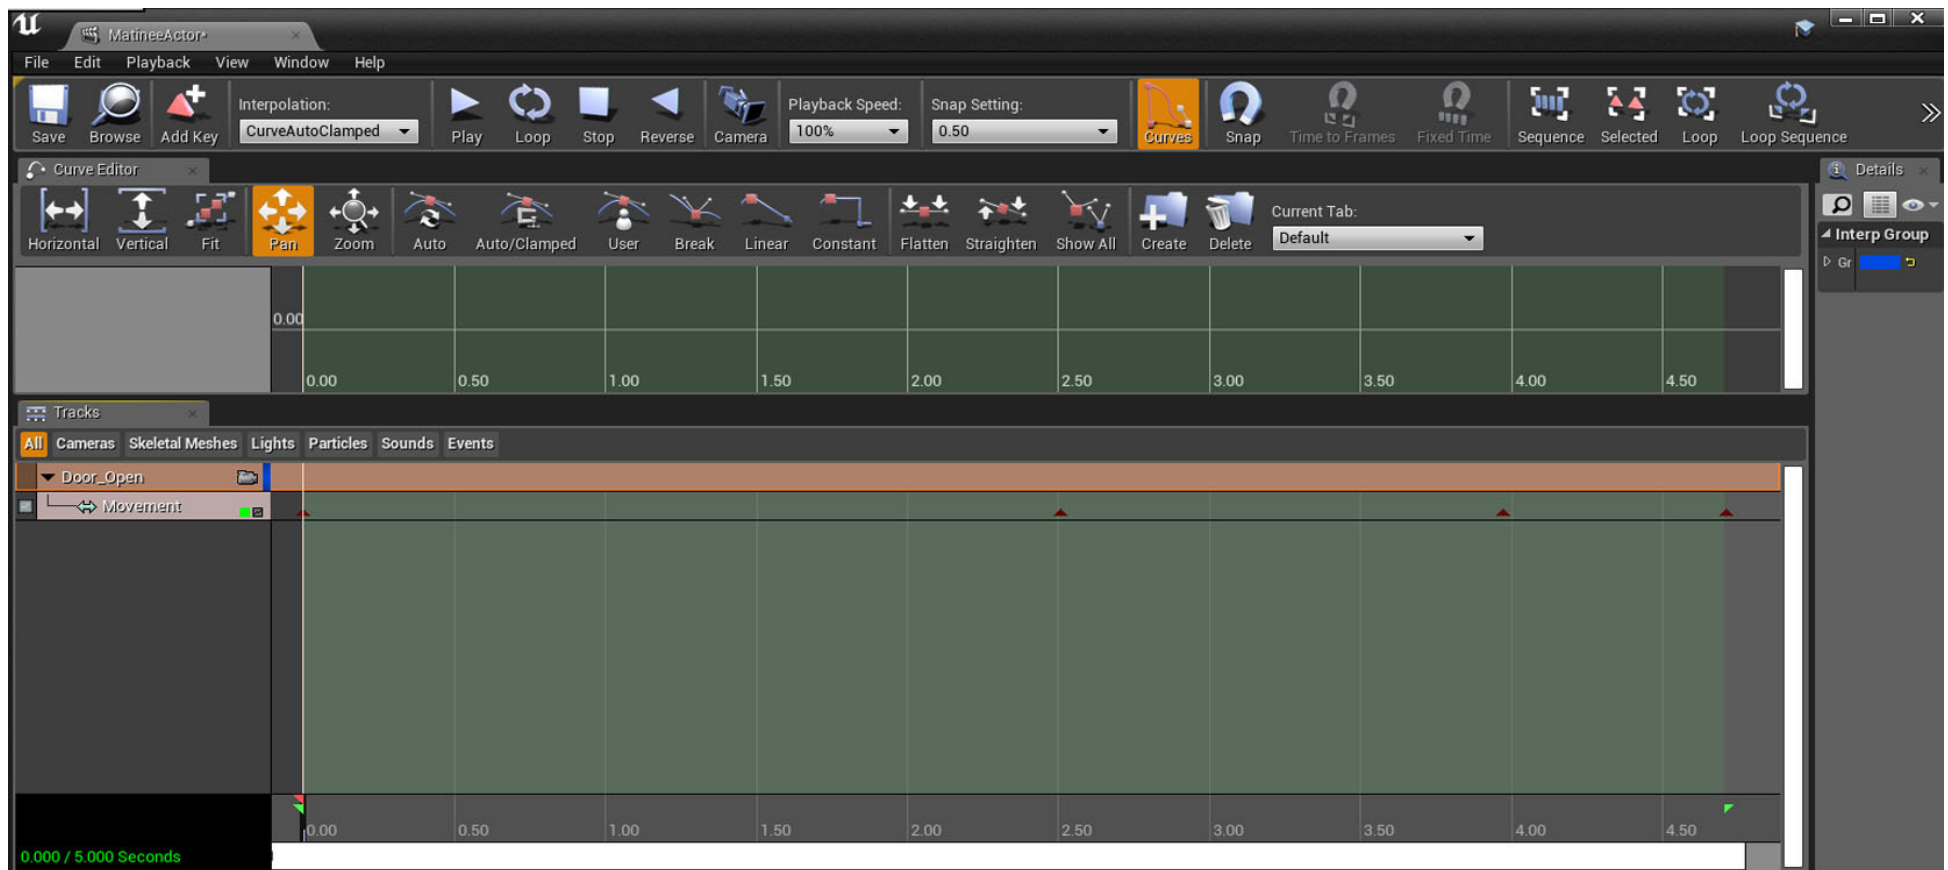 MatineeActor*
File Edit Playback View Window Help
Save Browse Add Key Interpolation: CurveAutoClamped Play Loop Stop Reverse Camera Playback Speed: 100% Snap Setting: 0.50 Curves Snap Time to Frames Fixed Time Sequence Selected Loop Loop Sequence
Curve Editor
Details
Horizontal Vertical Fit Pan Zoom Auto Auto/Clamped User Break Linear Constant Flatten Straighten Show All Create Delete Current Tab: Default
Interp Group
Gr
0.00
0.00 0.50 1.00 1.50 2.00 2.50 3.00 3.50 4.00 4.50
Tracks
All Cameras Skeletal Meshes Lights Particles Sounds Events
Door_Open
Movement
0.00 0.50 1.00 1.50 2.00 2.50 3.00 3.50 4.00 4.50
0.000 / 5.000 Seconds